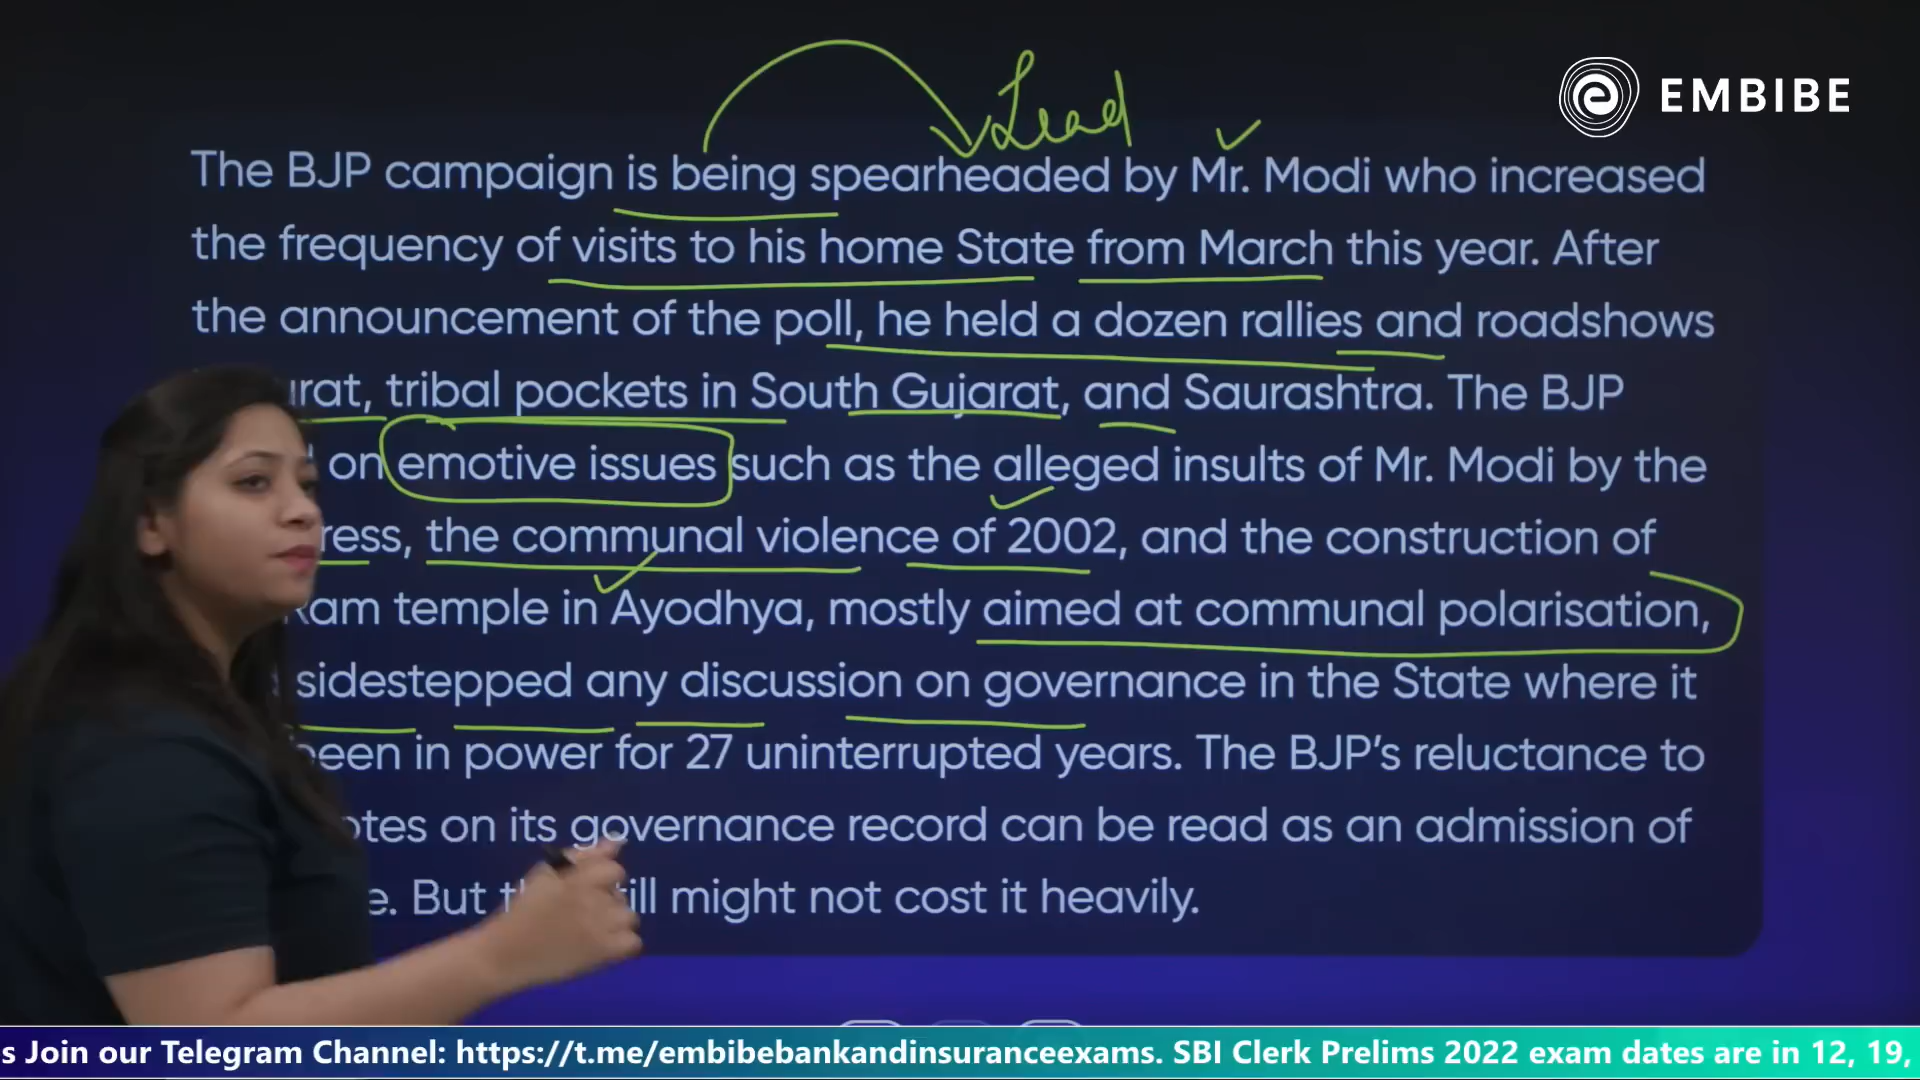 Lead
EMBIBE
The BJP campaign is being spearheaded by Mr. Modi who increased
the frequency of visits to his home State from March this year. After
the announcement of the poll, he held a dozen rallies and roadshows
tribal pockets in South Gujarat, and Saurashtra. The BJP
on emotive issues such as the alleged insults of Mr. Modi by the
the communal violence of 2002, and the construction of
temple in Ayodhya, mostly aimed at communal polarisation,
sidestepped any discussion on governance in the State where it
been in power for 27 uninterrupted years. The BJP's reluctance to
on its governance record can be read as an admission of
But might not cost it heavily.
s Join our Telegram Channel: https://t.me/embibebankandinsuranceexams. SBI Clerk Prelims 2022 exam dates are in 12, 19,